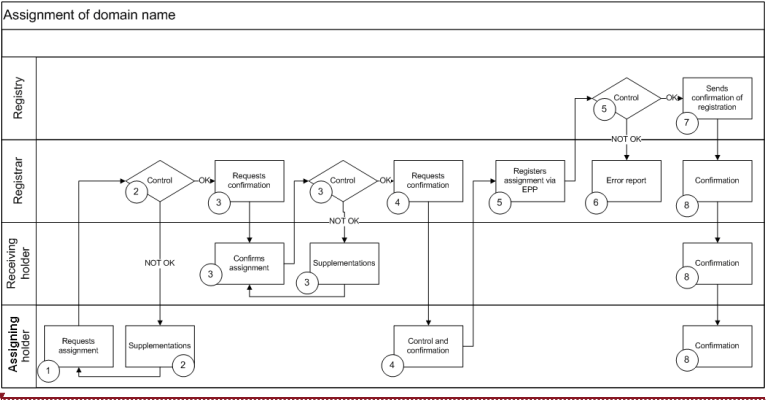 Assignment of domain name
Registry
Control
5
OK
Sends
confirmation of
registration
7
NOT OK
Registrar
Control
2
OK
Requests
confirmation
3
Control
3
OK
Requests
confirmation
4
Registers
assignment via
EPP
5
Error report
6
Confirmation
8
NOT OK
Receiving
holder
NOT OK
Confirms
assignment
3
Supplementations
3
Confirmation
8
Assigning
holder
Requests
assignment
1
Supplementations
2
Control and
confirmation
4
Confirmation
8